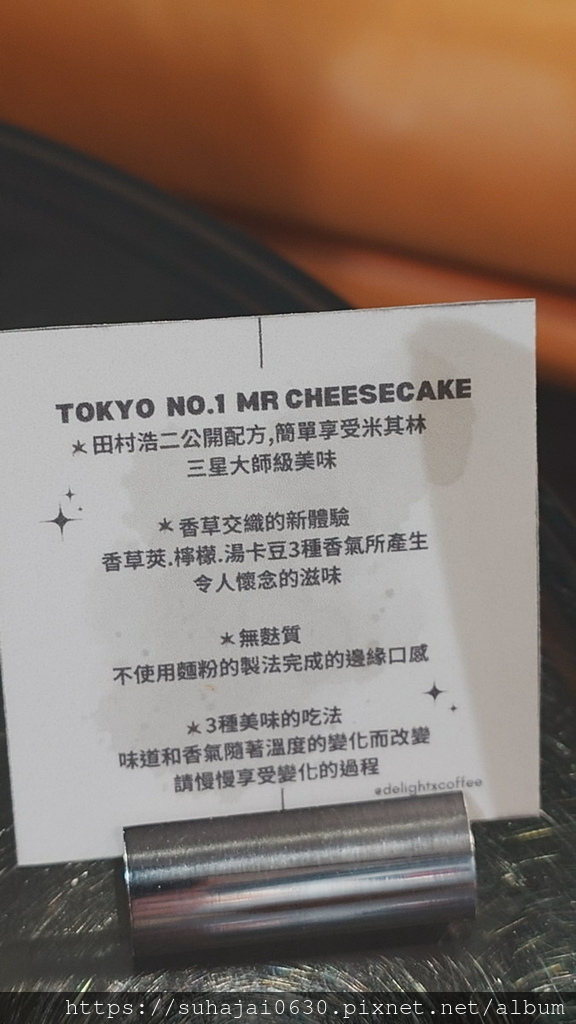 TOKYO NO.1 MR CHEESECAKE
✶田村浩二公開配方,簡單享受米其林
三星大師級美味
✶香草交織的新體驗
香草莢.檸檬.湯卡豆3種香氣所產生
令人懷念的滋味
✶無麩質
不使用麵粉的製法完成的邊緣口感
✶3種美味的吃法
味道和香氣隨著溫度的變化而改變
請慢慢享受變化的過程
@delightxcoffee
https://suhajai0630.pixnet.net/album